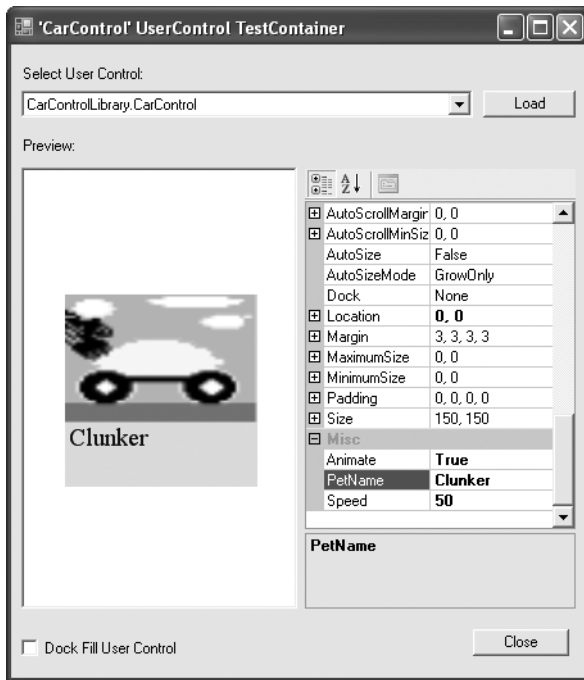 'CarControl' UserControl TestContainer
Select User Control:
CarControlLibrary.CarControl
Load
Preview:
AutoScrollMargir 0, 0
AutoScrollMinSiz 0, 0
AutoSize False
AutoSizeMode GrowOnly
Dock None
Location 0, 0
Margin 3, 3, 3, 3
MaximumSize 0, 0
MinimumSize 0, 0
Padding 0, 0, 0, 0
Size 150, 150
Misc
Animate True
PetName Clunker
Speed 50
Clunker
PetName
Dock Fill User Control
Close